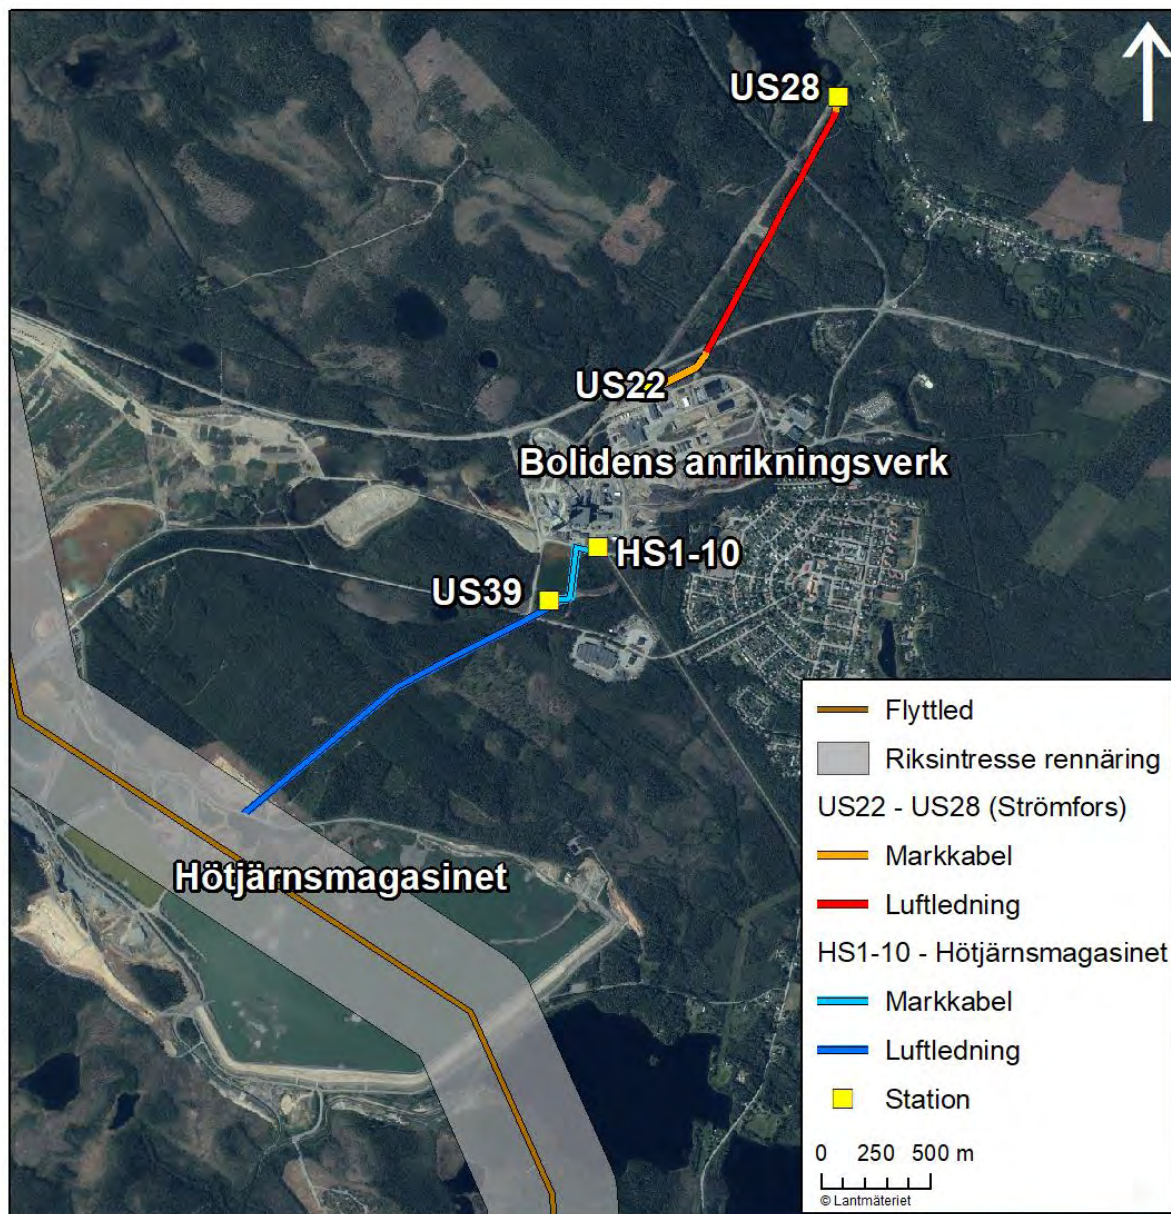 US28
US22
Bolidens anrikningsverk
HS1-10
US39
Hötjärnsmagasinet
Flyttled
Riksintresse rennäring
US22 - US28 (Strömfors)
Markkabel
Luftledning
HS1-10 - Hötjärnsmagasinet
Markkabel
Luftledning
Station
0 250 500 m
© Lantmäteriet